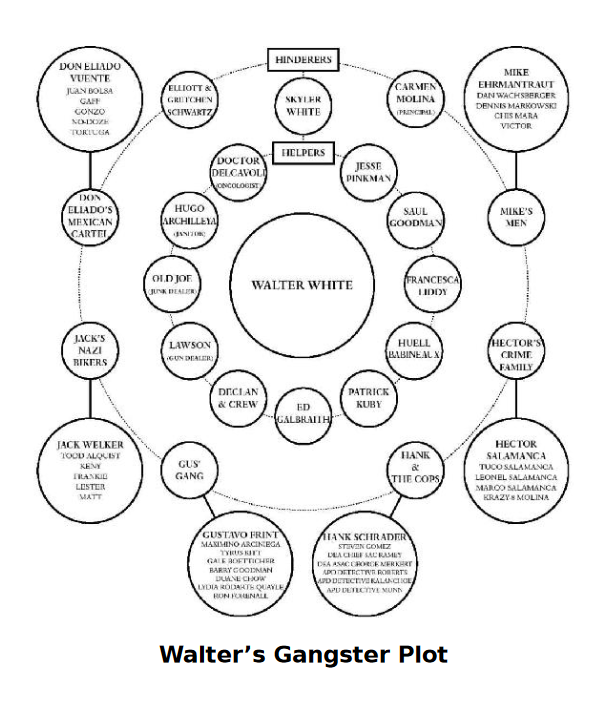 HINDERERS
DON ELIADO
VUENTE
JUAN BOLSA
GAFF
GONZO
NO-DOZE
TORTUGA
ELLIOTT &
GRETCHEN
SCHWARTZ
SKYLER
WHITE
CARMEN
MOLINA
(PRINCIPAL)
MIKE
EHRMANTRAUT
DAN WACHSBERGER
DENNIS MARKOWSKI
CHIS MARA
VICTOR
HELPERS
DOCTOR
DELCAVOLI
(ONCOLOGIST)
JESSE
PINKMAN
DON
ELIADO'S
MEXICAN
CARTEL
HUGO
ARCHILLEYA
(JANITOR)
SAUL
GOODMAN
MIKE'S
MEN
OLD JOE
(JUNK DEALER)
WALTER WHITE
FRANCESCA
LIDDY
JACK'S
NAZI
BIKERS
LAWSON
(GUN DEALER)
HUELL
BABINEAUX
HECTOR'S
CRIME
FAMILY
DECLAN
& CREW
ED
GALBRAITH
PATRICK
KUBY
JACK WELKER
TODD ALQUIST
KENY
FRANKIE
LESTER
MATT
GUS'
GANG
HANK
&
THE COPS
HECTOR
SALAMANCA
TUCO SALAMANCA
LEONEL SALAMANCA
MARCO SALAMANCA
KRAZY-8 MOLINA
GUSTAVO FRINT
MAXIMINO ARCINIEGA
TYRUS KITT
GALE BOETTICHER
BARRY GOODMAN
DUANE CHOW
LYDIA RODARTE QUAYLE
RON FORENALL
HANK SCHRADER
STEVEN GOMEZ
DEA CHIEF SAC RAMEY
DEA ASAC GEORGE MERKERT
APD DETECTIVE ROBERTS
APD DETECTIVE KALANCHOE
APD DETECTIVE MUNN
Walter's Gangster Plot